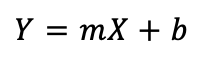 Y = mX + b